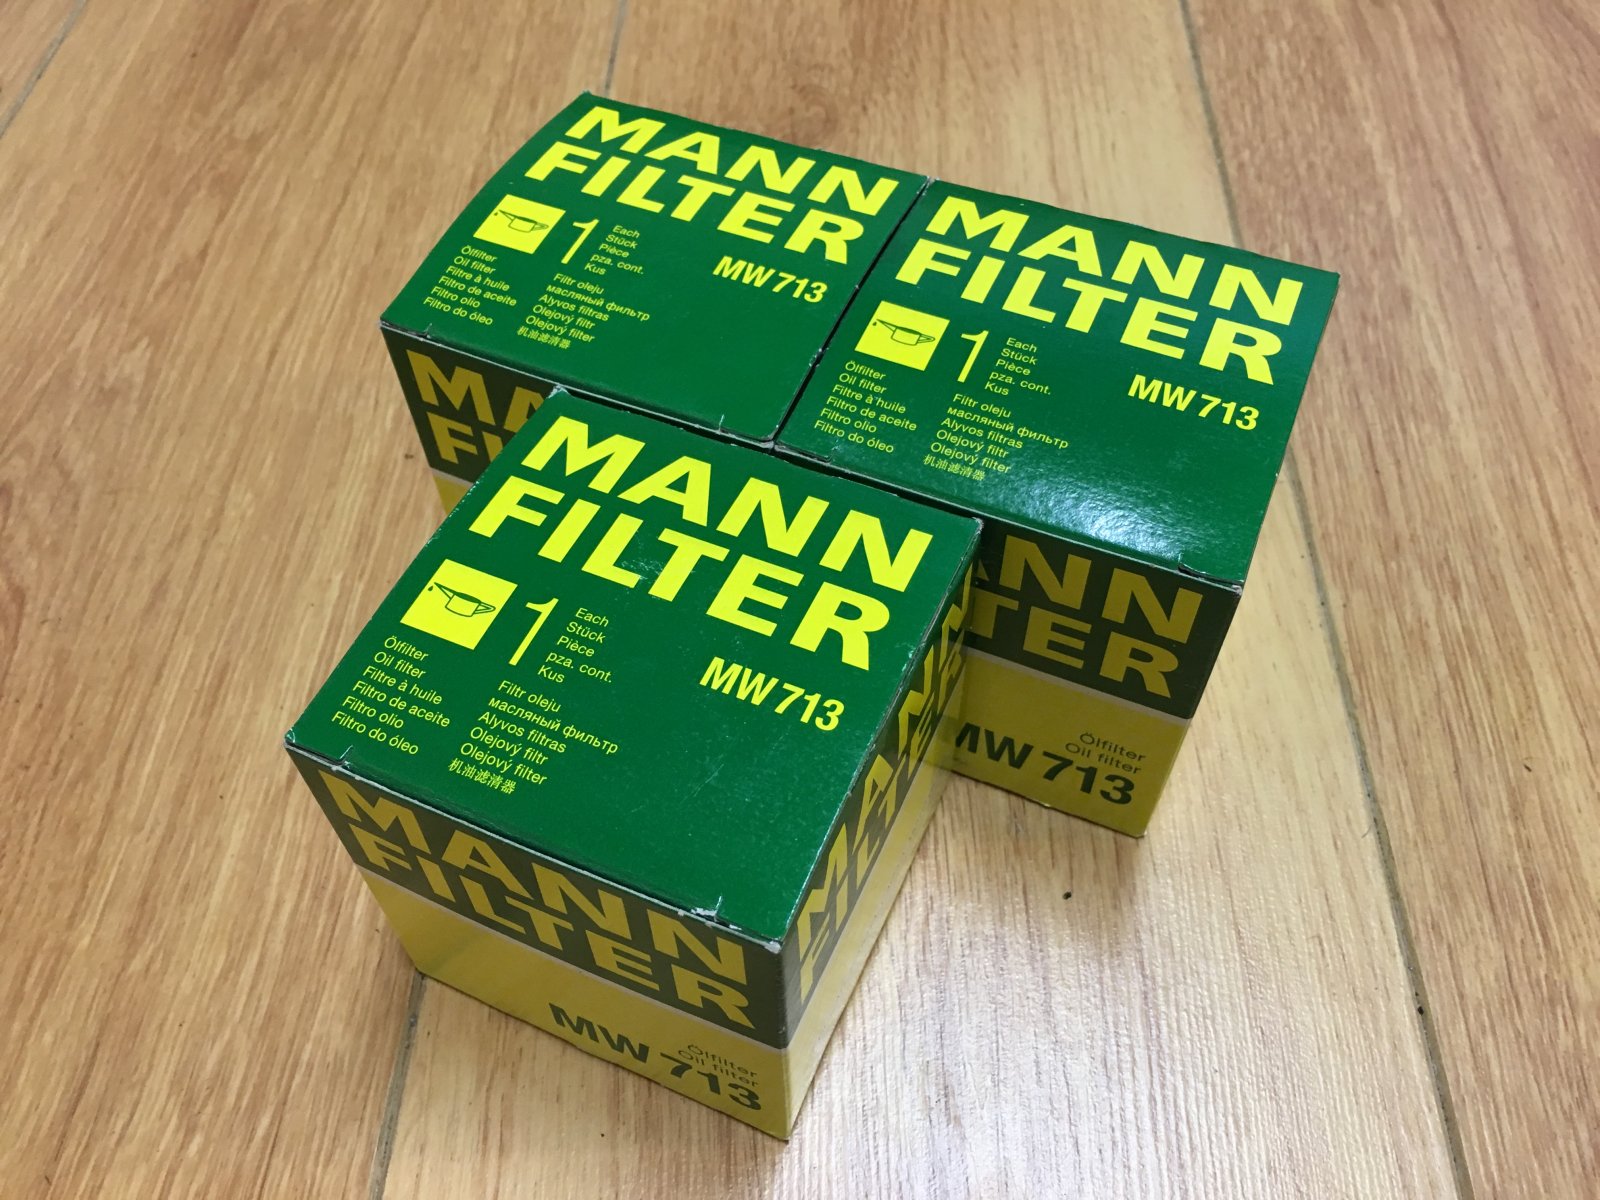 MANN
FILTER
MW 713
1
Each
Stück
Pièce
pza. cont.
Kus
Ölfilter
Oil filter
Filtre à huile
Filtro de aceite
Filtro olio
Filtro do óleo
Filtr oleju
масляный фильтр
Alyvos filtras
Olejový filtr
Olejový filter
机油滤清器
MANN
FILTER
MW 713
1
Each
Stück
Pièce
pza. cont.
Kus
Ölfilter
Oil filter
Filtre à huile
Filtro de aceite
Filtro olio
Filtro do óleo
Filtr oleju
масляный фильтр
Alyvos filtras
Olejový filtr
Olejový filter
机油滤清器
NN
TER
Ölfilter
Oil filter
MW 713
MANN
FILTER
MW 713
1
Each
Stück
Pièce
pza. cont.
Kus
Ölfilter
Oil filter
Filtre à huile
Filtro de aceite
Filtro olio
Filtro do óleo
Filtr oleju
масляный фильтр
Alyvos filtras
Olejový filtr
Olejový filter
机油滤清器
MANN
FILTER
Ölfilter
Oil filter
MW 713